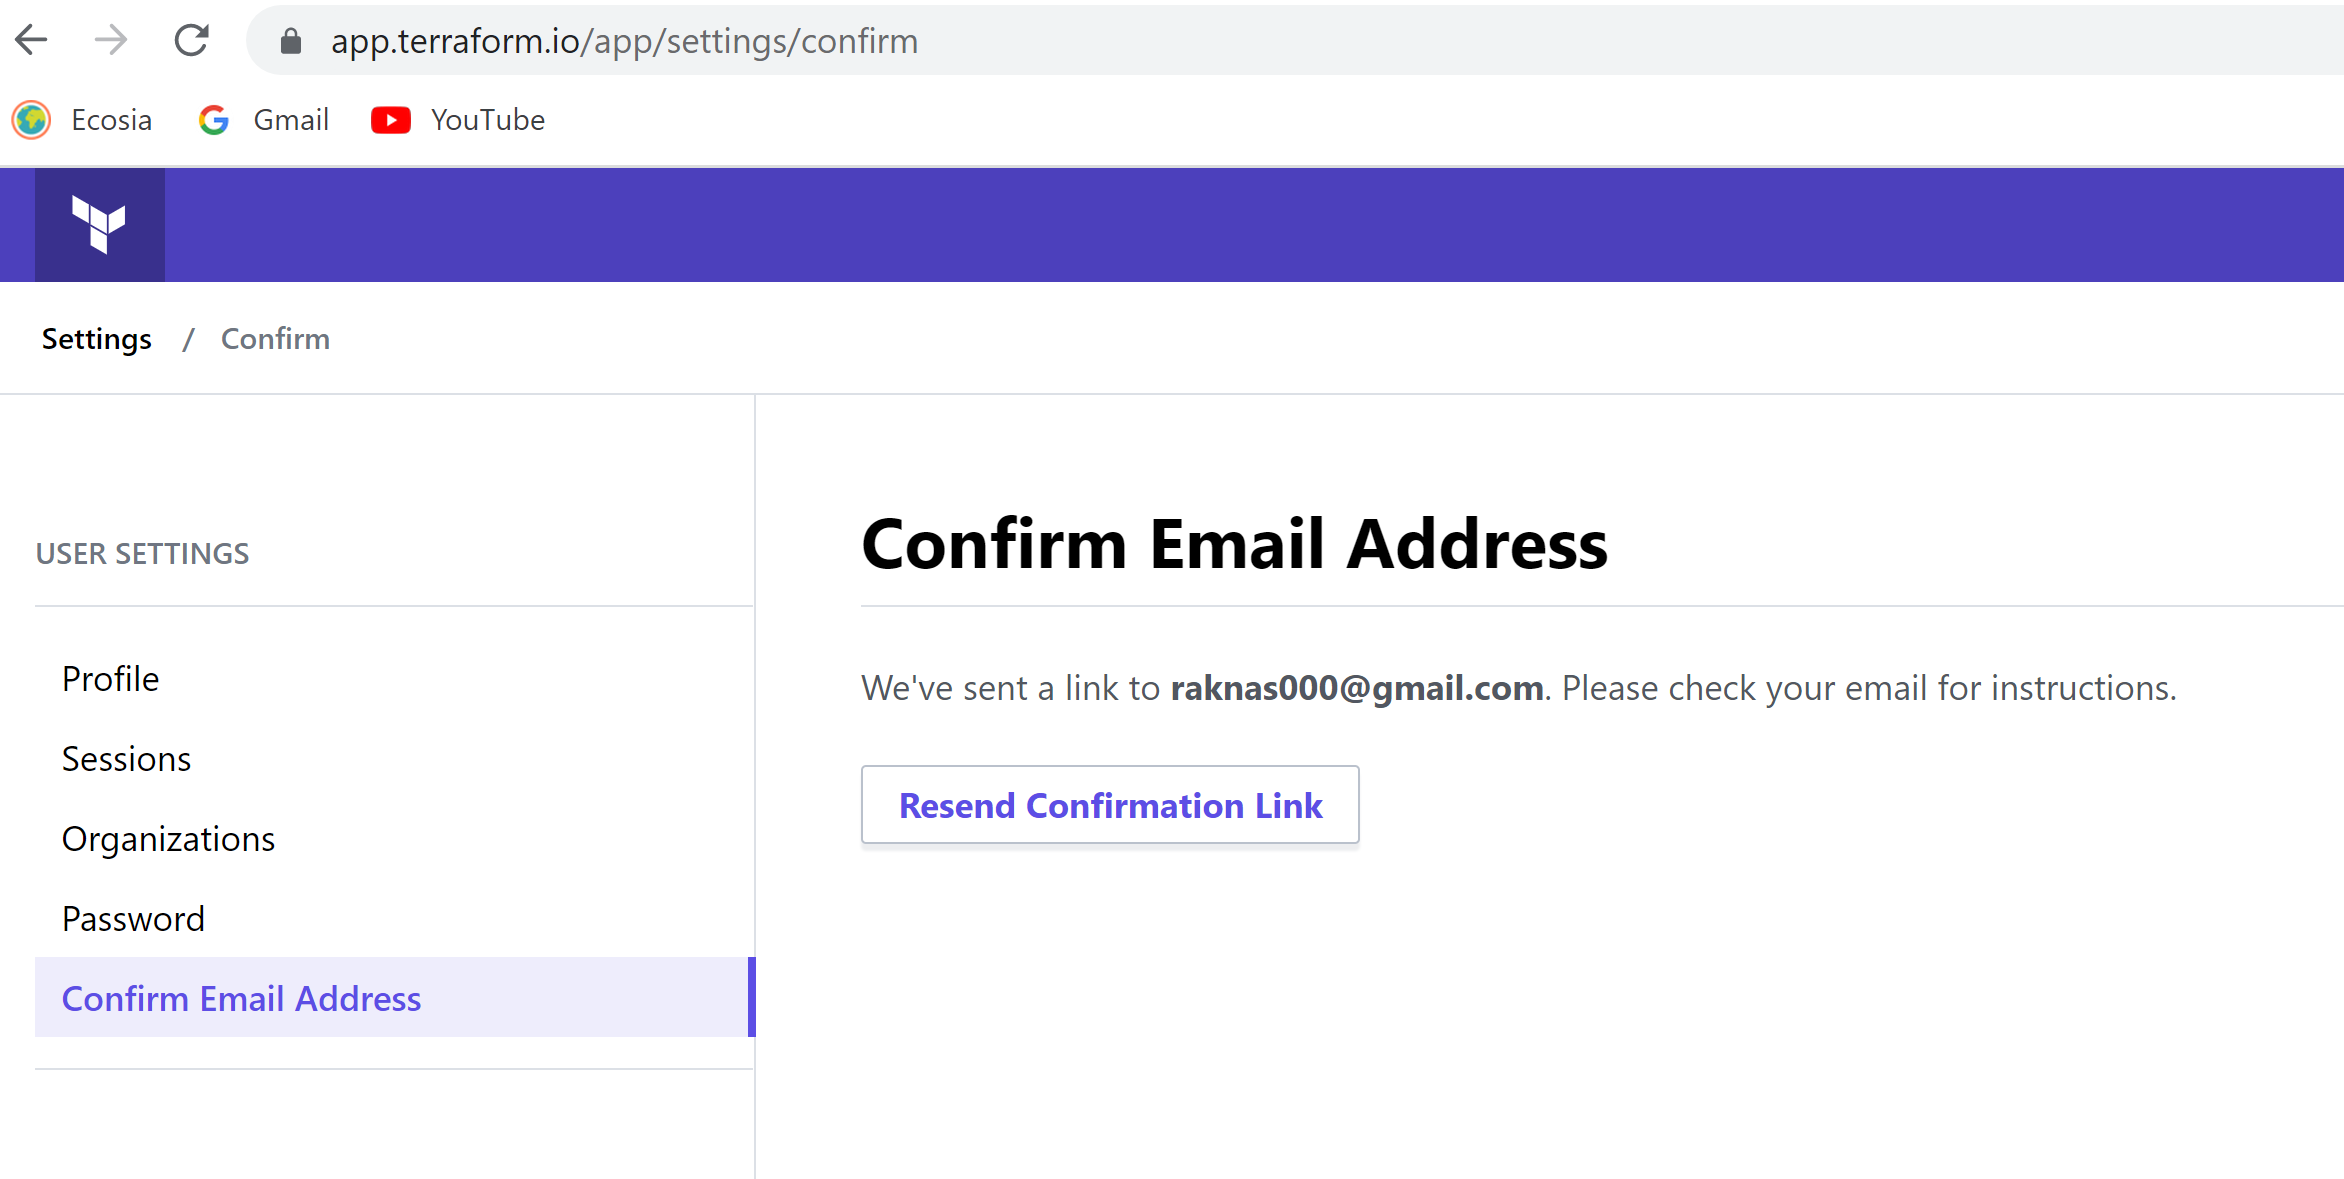 app.terraform.io/app/settings/confirm
Ecosia Gmail YouTube
Settings / Confirm
USER SETTINGS
Profile
Sessions
Organizations
Password
Confirm Email Address
Confirm Email Address
We've sent a link to raknas000@gmail.com. Please check your email for instructions.
Resend Confirmation Link